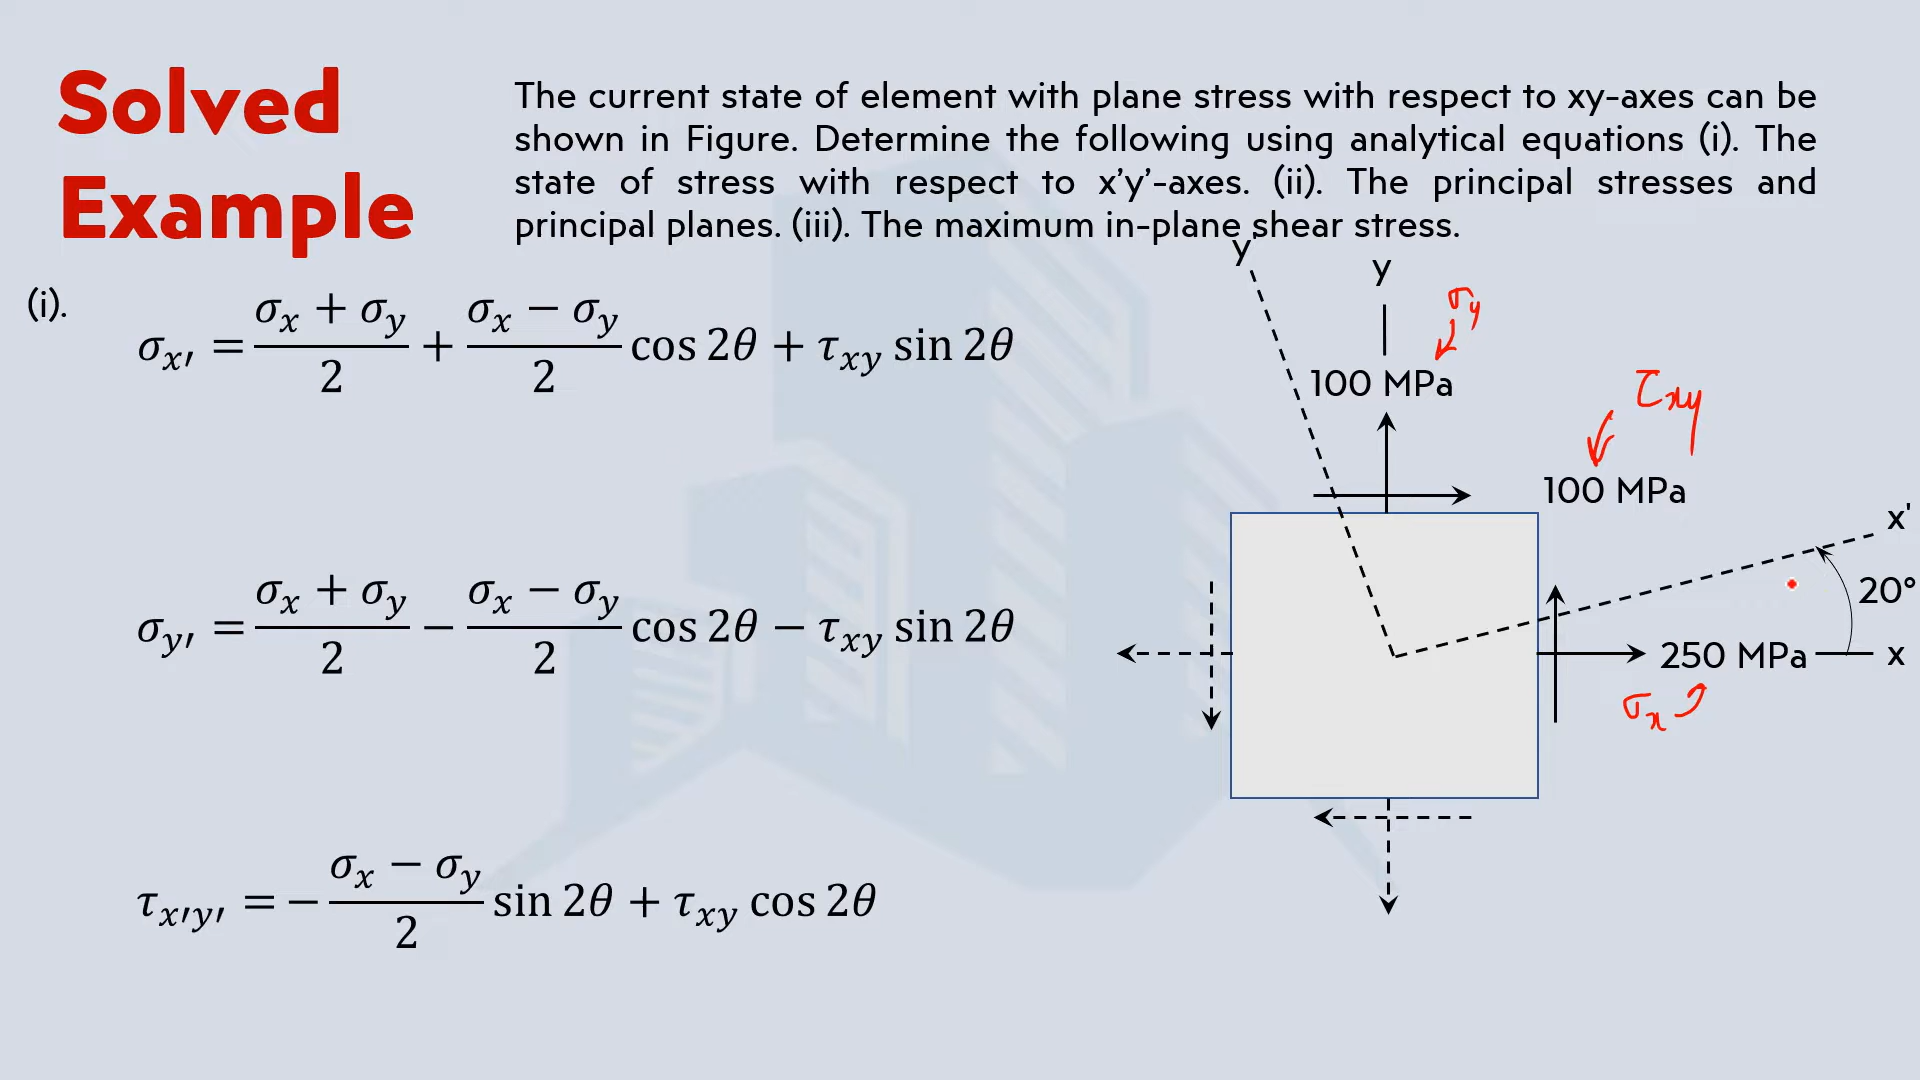 Solved
Example
The current state of element with plane stress with respect to xy-axes can be
shown in Figure. Determine the following using analytical equations (i). The
state of stress with respect to x’y’-axes. (ii). The principal stresses and
principal planes. (iii). The maximum in-plane shear stress.
(i).
σx′ = (σx + σy)/2 + (σx − σy)/2 cos 2θ + τxy sin 2θ
σy′ = (σx + σy)/2 − (σx − σy)/2 cos 2θ − τxy sin 2θ
τx′y′ = − (σx − σy)/2 sin 2θ + τxy cos 2θ
y'
y
σy
100 MPa
τxy
100 MPa
x'
20°
250 MPa
x
σx